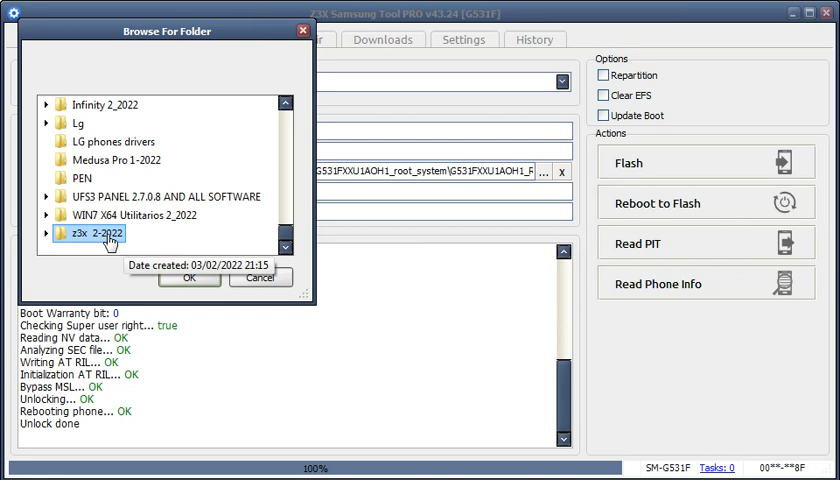 Z3X Samsung Tool PRO v43.24 [G531F]
Browse For Folder
Downloads
Settings
History
Infinity 2_2022
Lg
LG phones drivers
Medusa Pro 1-2022
PEN
UFS3 PANEL 2.7.0.8 AND ALL SOFTWARE
WIN7 X64 Utilitarios 2_2022
z3x 2-2022
Date created: 03/02/2022 21:15
OK
Cancel
G531FXXU1AOH1_root_system\G531FXXU1AOH1_R
...
x
Options
Repartition
Clear EFS
Update Boot
Actions
Flash
Reboot to Flash
Read PIT
Read Phone Info
Boot Warranty bit: 0
Checking Super user right... true
Reading NV data... OK
Analyzing SEC file... OK
Writing AT RIL... OK
Initialization AT RIL... OK
Bypass MSL... OK
Unlocking... OK
Rebooting phone... OK
Unlock done
100%
SM-G531F
Tasks: 0
00**-**8F